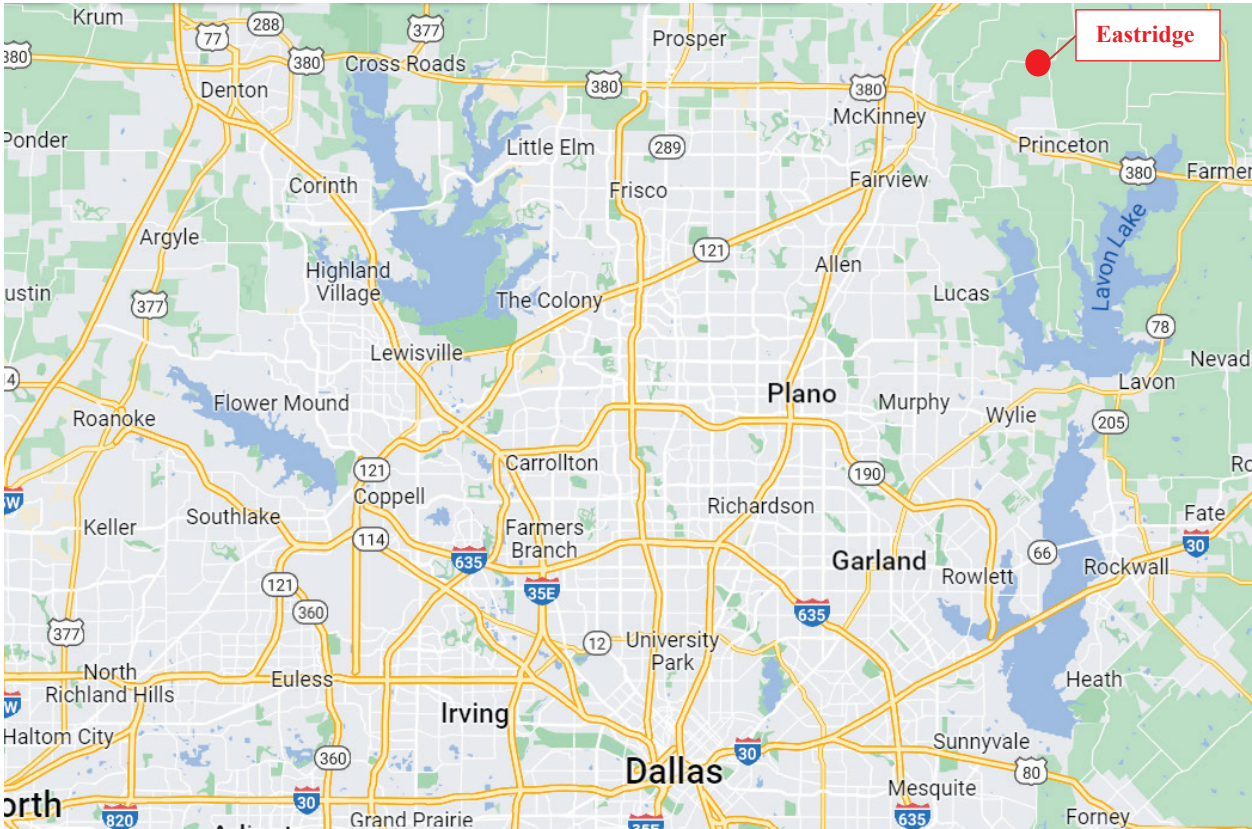 Krum
288
77
377
Prosper
Eastridge
380
380
Cross Roads
380
380
Denton
McKinney
Ponder
Little Elm
289
Princeton
380
Farmer
Corinth
Frisco
Fairview
Argyle
121
Highland
Village
Allen
Lavon Lake
ustin
377
The Colony
Lucas
78
Lewisville
Nevad
4
Plano
Lavon
Flower Mound
Murphy
Roanoke
Wylie
205
121
Carrollton
190
Ro
W
Coppell
Richardson
Southlake
Keller
Farmers
Branch
Fate
114
30
635
Garland
66
Rockwall
121
35E
Rowlett
360
635
377
12
University
Park
North
Richland Hills
Euless
Heath
W
Irving
Haltom City
30
Sunnyvale
360
Dallas
80
Mesquite
orth
30
820
Grand Prairie
35E
635
Forney